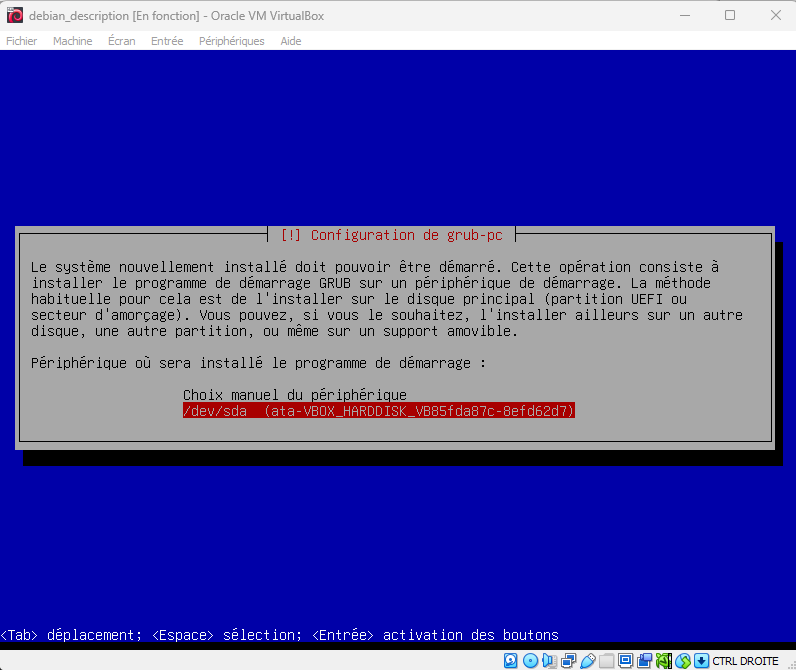 debian_description [En fonction] - Oracle VM VirtualBox
Fichier Machine Écran Entrée Périphériques Aide
[!] Configuration de grub-pc
Le système nouvellement installé doit pouvoir être démarré. Cette opération consiste à
installer le programme de démarrage GRUB sur un périphérique de démarrage. La méthode
habituelle pour cela est de l'installer sur le disque principal (partition UEFI ou
secteur d'amorçage). Vous pouvez, si vous le souhaitez, l'installer ailleurs sur un autre
disque, une autre partition, ou même sur un support amovible.
Périphérique où sera installé le programme de démarrage :
Choix manuel du périphérique
/dev/sda (ata-VBOX_HARDDISK_VB85fda87c-8efd62d7)
<Tab> déplacement; <Espace> sélection; <Entrée> activation des boutons
CTRL DROITE